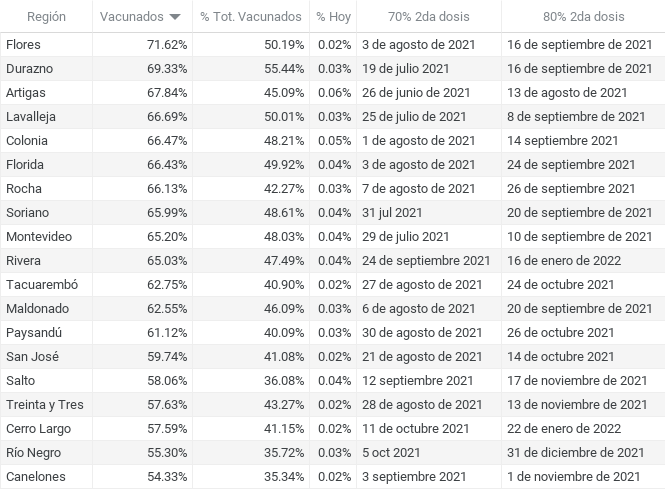 Región Vacunados % Tot. Vacunados % Hoy 70% 2da dosis 80% 2da dosis
Flores 71.62% 50.19% 0.02% 3 de agosto de 2021 16 de septiembre de 2021
Durazno 69.33% 55.44% 0.03% 19 de julio 2021 16 de septiembre de 2021
Artigas 67.84% 45.09% 0.06% 26 de junio de 2021 13 de agosto de 2021
Lavalleja 66.69% 50.01% 0.03% 25 de julio de 2021 8 de septiembre de 2021
Colonia 66.47% 48.21% 0.05% 1 de agosto de 2021 14 septiembre 2021
Florida 66.43% 49.92% 0.04% 3 de agosto de 2021 24 de septiembre 2021
Rocha 66.13% 42.27% 0.03% 7 de agosto de 2021 26 de septiembre 2021
Soriano 65.99% 48.61% 0.04% 31 jul 2021 20 de septiembre de 2021
Montevideo 65.20% 48.03% 0.04% 29 de julio 2021 10 de septiembre de 2021
Rivera 65.03% 47.49% 0.04% 24 de septiembre 2021 16 de enero de 2022
Tacuarembó 62.75% 40.90% 0.02% 27 de agosto de 2021 24 de octubre 2021
Maldonado 62.55% 46.09% 0.03% 6 de agosto de 2021 20 de septiembre de 2021
Paysandú 61.12% 40.09% 0.03% 30 de agosto de 2021 26 de octubre 2021
San José 59.74% 41.08% 0.02% 21 de agosto de 2021 14 de octubre 2021
Salto 58.06% 36.08% 0.04% 12 septiembre 2021 17 de noviembre de 2021
Treinta y Tres 57.63% 43.27% 0.02% 28 de agosto de 2021 13 de noviembre de 2021
Cerro Largo 57.59% 41.15% 0.02% 11 de octubre de 2021 22 de enero de 2022
Río Negro 55.30% 35.72% 0.03% 5 oct 2021 31 de diciembre de 2021
Canelones 54.33% 35.34% 0.02% 3 septiembre 2021 1 de noviembre de 2021